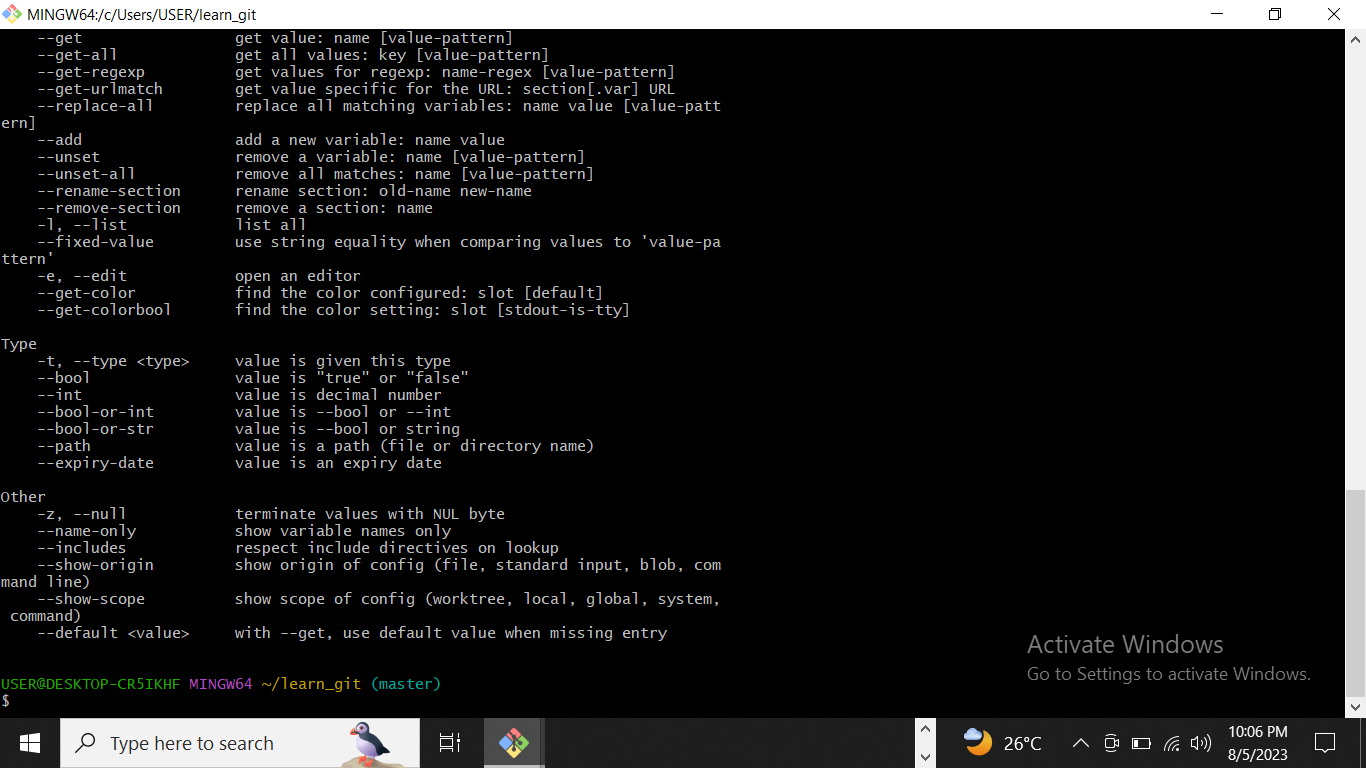 MINGW64:/c/Users/USER/learn_git
--get get value: name [value-pattern]
--get-all get all values: key [value-pattern]
--get-regexp get values for regexp: name-regex [value-pattern]
--get-urlmatch get value specific for the URL: section[.var] URL
--replace-all replace all matching variables: name value [value-patt
ern]
--add add a new variable: name value
--unset remove a variable: name [value-pattern]
--unset-all remove all matches: name [value-pattern]
--rename-section rename section: old-name new-name
--remove-section remove a section: name
-l, --list list all
--fixed-value use string equality when comparing values to 'value-pa
ttern'
-e, --edit open an editor
--get-color find the color configured: slot [default]
--get-colorbool find the color setting: slot [stdout-is-tty]
Type
-t, --type <type> value is given this type
--bool value is "true" or "false"
--int value is decimal number
--bool-or-int value is --bool or --int
--bool-or-str value is --bool or string
--path value is a path (file or directory name)
--expiry-date value is an expiry date
Other
-z, --null terminate values with NUL byte
--name-only show variable names only
--includes respect include directives on lookup
--show-origin show origin of config (file, standard input, blob, com
mand line)
--show-scope show scope of config (worktree, local, global, system,
command)
--default <value> with --get, use default value when missing entry
USER@DESKTOP-CR5IKHF MINGW64 ~/learn_git (master)
$
Activate Windows
Go to Settings to activate Windows.
Type here to search
26°C
10:06 PM
8/5/2023